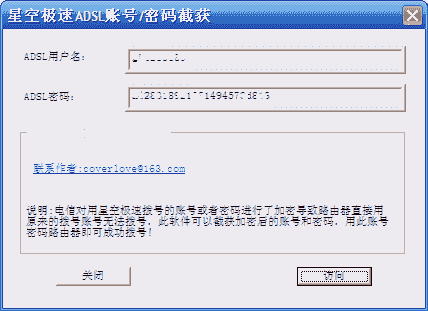 星空极速ADSL账号/密码截获
ADSL用户名:
ADSL密码:
联系作者:coverlove@163.com
说明:电信对用星空极速拨号的账号或者密码进行了加密导致路由器直接用
原来的拨号账号无法拨号，此软件可以截获加密后的账号和密码，用此账号
密码路由器即可成功拨号!
关闭
访问